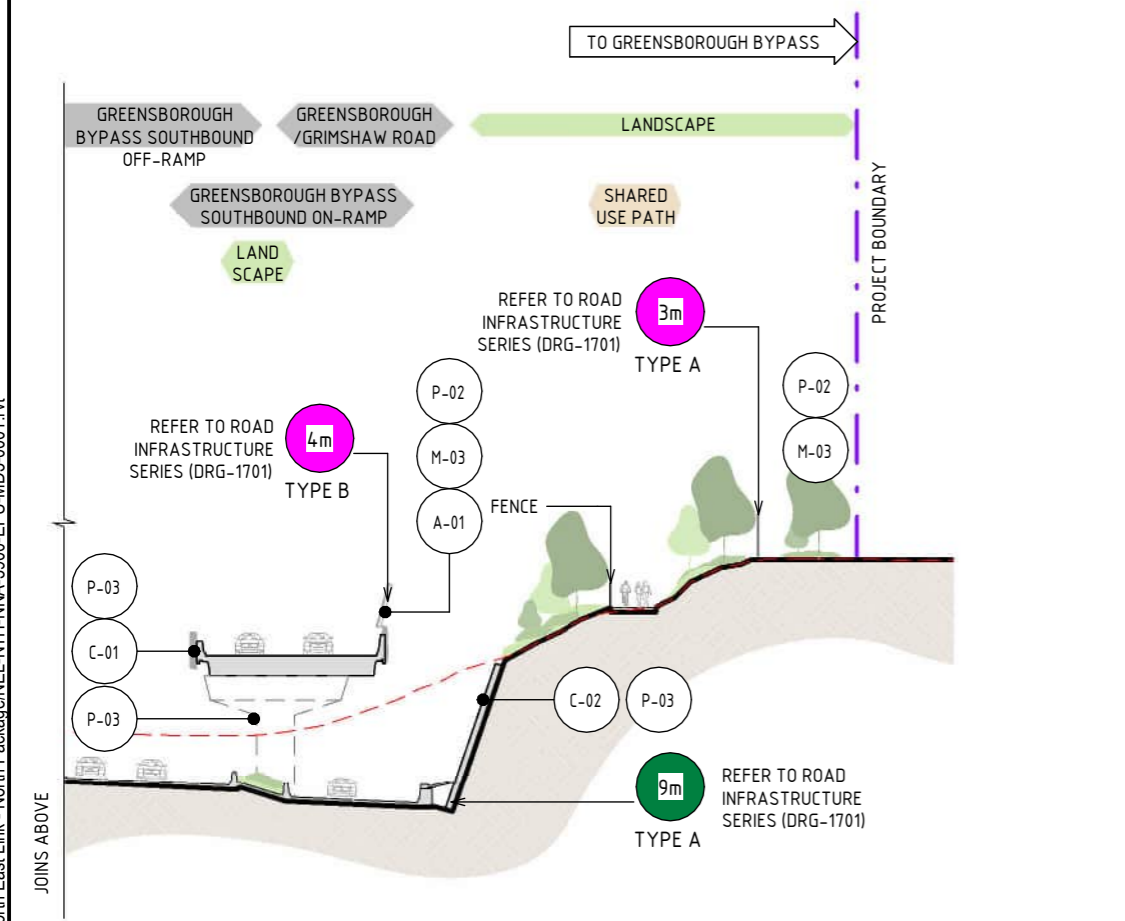 TO GREENSBOROUGH BYPASS
GREENSBOROUGH
BYPASS SOUTHBOUND
OFF-RAMP
GREENSBOROUGH
/GRIMSHAW ROAD
LANDSCAPE
GREENSBOROUGH BYPASS
SOUTHBOUND ON-RAMP
SHARED
USE PATH
LAND
SCAPE
PROJECT BOUNDARY
REFER TO ROAD
INFRASTRUCTURE
SERIES (DRG-1701)
3m
TYPE A
P-02
M-03
REFER TO ROAD
INFRASTRUCTURE
SERIES (DRG-1701)
4m
TYPE B
P-02
M-03
A-01
FENCE
P-03
C-01
P-03
C-02
P-03
9m
TYPE A
REFER TO ROAD
INFRASTRUCTURE
SERIES (DRG-1701)
JOINS ABOVE